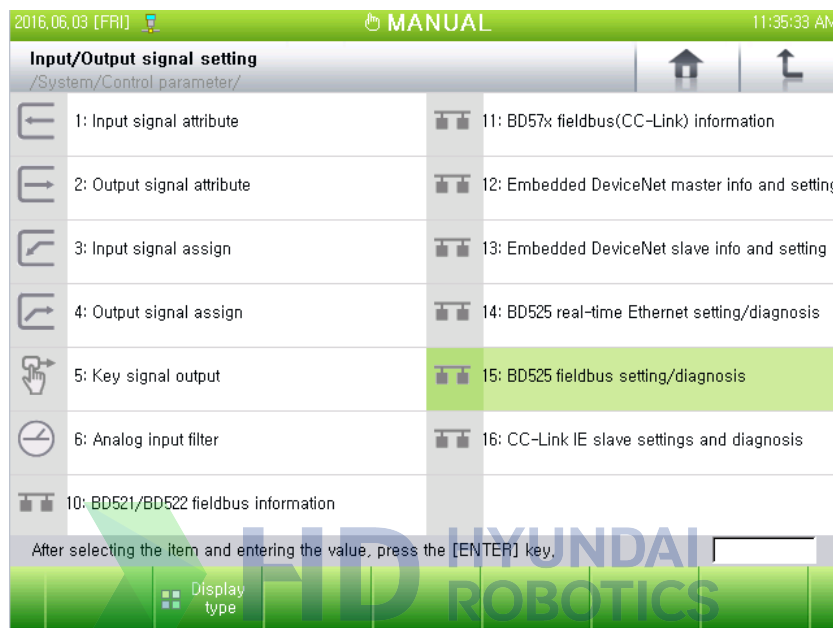 2016,06,03 [FRI] MANUAL 11:35:33 AM
Input/Output signal setting
/System/Control parameter/
1: Input signal attribute
2: Output signal attribute
3: Input signal assign
4: Output signal assign
5: Key signal output
6: Analog input filter
10: BD521/BD522 fieldbus information
11: BD57x fieldbus(CC-Link) information
12: Embedded DeviceNet master info and setting
13: Embedded DeviceNet slave info and setting
14: BD525 real-time Ethernet setting/diagnosis
15: BD525 fieldbus setting/diagnosis
16: CC-Link IE slave settings and diagnosis
After selecting the item and entering the value, press the [ENTER] key,
Display
type
HD HYUNDAI
ROBOTICS